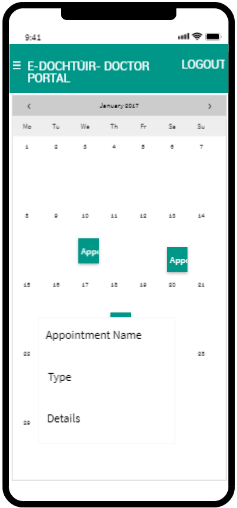 9:41
☰ E-DOCHTÚIR- DOCTOR LOGOUT
PORTAL
‹ January 2017 ›
Mo Tu We Th Fr Sa Su
1 2 3 4 5 6 7
8 9 10 11 12 13 14
Appo Appo
15 16 17 18 19 20 21
Appointment Name
22 23
Type
Details
29